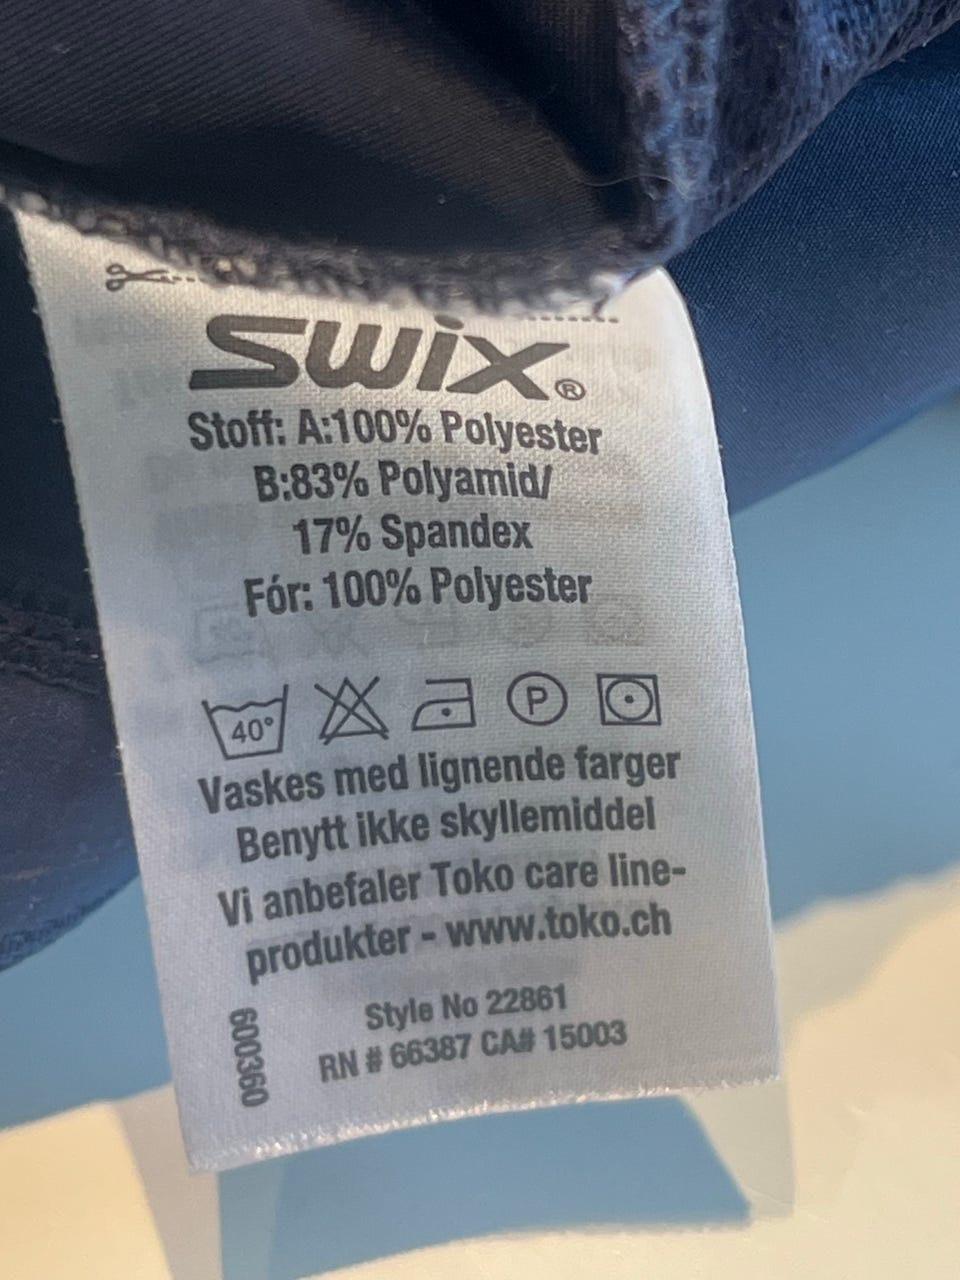 swix®
Stoff: A:100% Polyester
B:83% Polyamid/
17% Spandex
Fór: 100% Polyester
40° P
Vaskes med lignende farger
Benytt ikke skyllemiddel
Vi anbefaler Toko care line-
produkter - www.toko.ch
Style No 22861
RN # 66387 CA# 15003
600360